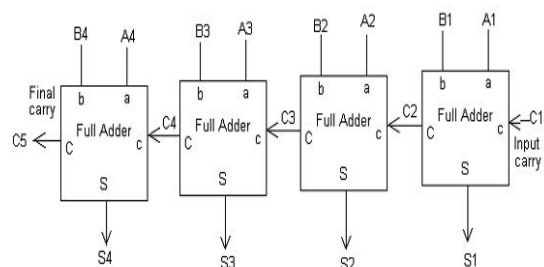 B4 A4 B3 A3 B2 A2 B1 A1
Final carry
b a b a b a b a
C5 C Full Adder c C4 C Full Adder c C3 C Full Adder c C2 C Full Adder c C1
Input carry
S S S S
S4 S3 S2 S1